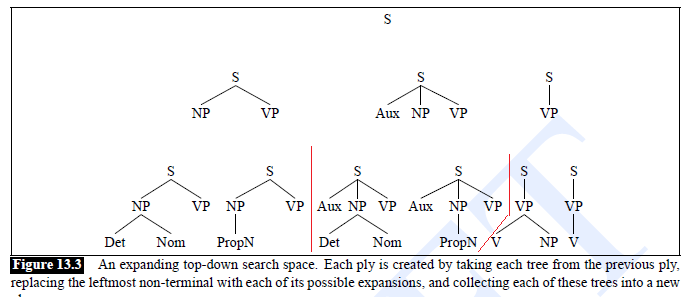 S
S S S
NP VP Aux NP VP VP
S S S S S S
NP VP NP VP Aux NP VP Aux NP VP VP VP
Det Nom PropN Det Nom PropN V NP V
Figure 13.3 An expanding top-down search space. Each ply is created by taking each tree from the previous ply,
replacing the leftmost non-terminal with each of its possible expansions, and collecting each of these trees into a new